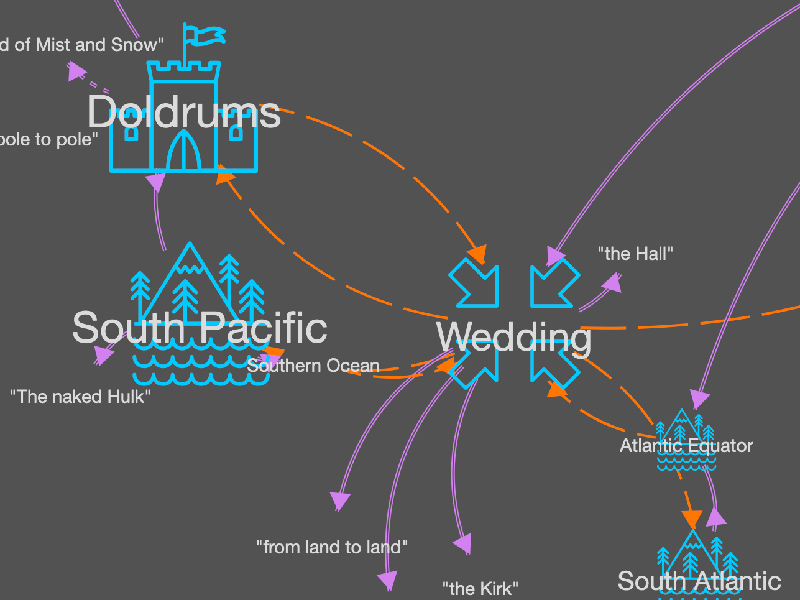 d of Mist and Snow"
Doldrums
pole to pole"
"the Hall"
South Pacific
Wedding
Southern Ocean
"The naked Hulk"
Atlantic Equator
"from land to land"
South Atlantic
"the Kirk"